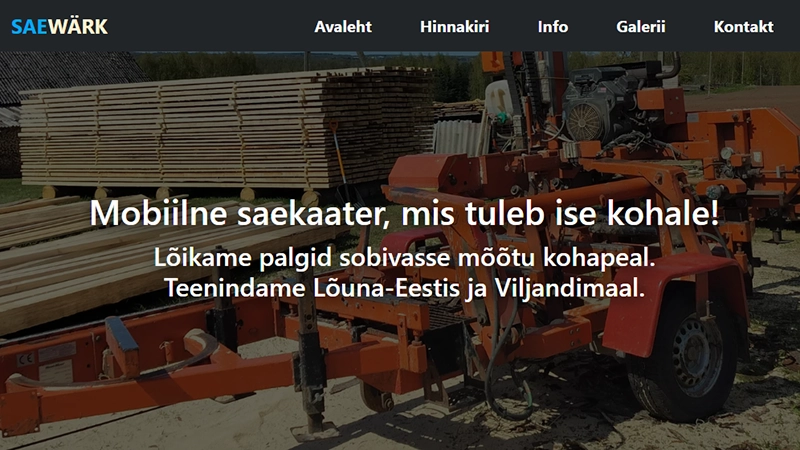 SAEWÄRK
Avaleht
Hinnakiri
Info
Galerii
Kontakt
Mobiilne saekaater, mis tuleb ise kohale!
Lõikame palgid sobivasse mõõtu kohapeal.
Teenindame Lõuna-Eestis ja Viljandimaal.